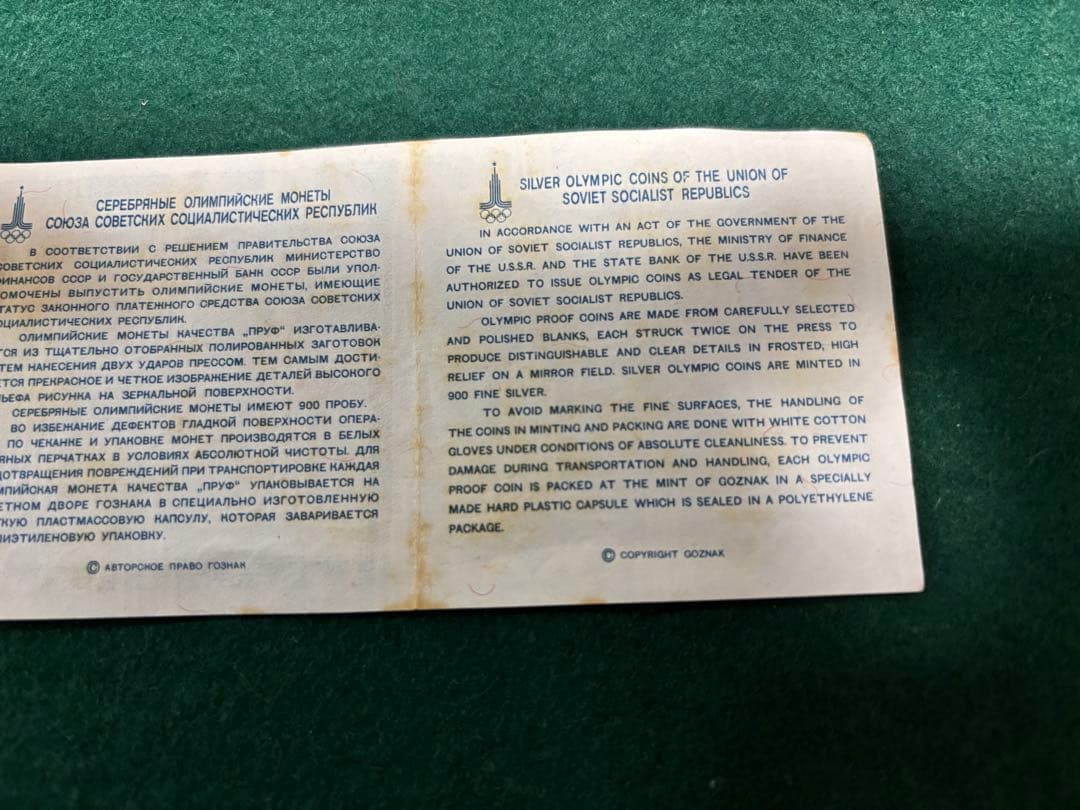 СЕРЕБРЯНЫЕ ОЛИМПИЙСКИЕ МОНЕТЫ
СОЮЗА СОВЕТСКИХ СОЦИАЛИСТИЧЕСКИХ РЕСПУБЛИК
В СООТВЕТСТВИИ С РЕШЕНИЕМ ПРАВИТЕЛЬСТВА СОЮЗА
СОВЕТСКИХ СОЦИАЛИСТИЧЕСКИХ РЕСПУБЛИК МИНИСТЕРСТВО
ФИНАНСОВ СССР И ГОСУДАРСТВЕННЫЙ БАНК СССР БЫЛИ УПОЛ-
ОМОЧЕНЫ ВЫПУСТИТЬ ОЛИМПИЙСКИЕ МОНЕТЫ, ИМЕЮЩИЕ
ТАТУС ЗАКОННОГО ПЛАТЕЖНОГО СРЕДСТВА СОЮЗА СОВЕТСКИХ
ОЦИАЛИСТИЧЕСКИХ РЕСПУБЛИК.
ОЛИМПИЙСКИЕ МОНЕТЫ КАЧЕСТВА „ПРУФ“ ИЗГОТАВЛИВА-
ТСЯ ИЗ ТЩАТЕЛЬНО ОТОБРАННЫХ ПОЛИРОВАННЫХ ЗАГОТОВОК
ТЕМ НАНЕСЕНИЯ ДВУХ УДАРОВ ПРЕССОМ. ТЕМ САМЫМ ДОСТИ-
ЕТСЯ ПРЕКРАСНОЕ И ЧЕТКОЕ ИЗОБРАЖЕНИЕ ДЕТАЛЕЙ ВЫСОКОГО
ЬЕФА РИСУНКА НА ЗЕРКАЛЬНОЙ ПОВЕРХНОСТИ.
СЕРЕБРЯНЫЕ ОЛИМПИЙСКИЕ МОНЕТЫ ИМЕЮТ 900 ПРОБУ.
ВО ИЗБЕЖАНИЕ ДЕФЕКТОВ ГЛАДКОЙ ПОВЕРХНОСТИ ОПЕРА-
ПО ЧЕКАНКЕ И УПАКОВКЕ МОНЕТ ПРОИЗВОДЯТСЯ В БЕЛЫХ
ЯНЫХ ПЕРЧАТКАХ В УСЛОВИЯХ АБСОЛЮТНОЙ ЧИСТОТЫ. ДЛЯ
ДОТВРАЩЕНИЯ ПОВРЕЖДЕНИЙ ПРИ ТРАНСПОРТИРОВКЕ КАЖДАЯ
МПИЙСКАЯ МОНЕТА КАЧЕСТВА „ПРУФ“ УПАКОВЫВАЕТСЯ НА
ЕТНОМ ДВОРЕ ГОЗНАКА В СПЕЦИАЛЬНО ИЗГОТОВЛЕННУЮ
ТКУЮ ПЛАСТМАССОВУЮ КАПСУЛУ, КОТОРАЯ ЗАВАРИВАЕТСЯ
ЛИЭТИЛЕНОВУЮ УПАКОВКУ.
© АВТОРСКОЕ ПРАВО ГОЗНАК
SILVER OLYMPIC COINS OF THE UNION OF
SOVIET SOCIALIST REPUBLICS
IN ACCORDANCE WITH AN ACT OF THE GOVERNMENT OF THE
UNION OF SOVIET SOCIALIST REPUBLICS, THE MINISTRY OF FINANCE
OF THE U.S.S.R. AND THE STATE BANK OF THE U.S.S.R. HAVE BEEN
AUTHORIZED TO ISSUE OLYMPIC COINS AS LEGAL TENDER OF THE
UNION OF SOVIET SOCIALIST REPUBLICS.
OLYMPIC PROOF COINS ARE MADE FROM CAREFULLY SELECTED
AND POLISHED BLANKS, EACH STRUCK TWICE ON THE PRESS TO
PRODUCE DISTINGUISHABLE AND CLEAR DETAILS IN FROSTED, HIGH
RELIEF ON A MIRROR FIELD. SILVER OLYMPIC COINS ARE MINTED IN
900 FINE SILVER.
TO AVOID MARKING THE FINE SURFACES, THE HANDLING OF
THE COINS IN MINTING AND PACKING ARE DONE WITH WHITE COTTON
GLOVES UNDER CONDITIONS OF ABSOLUTE CLEANLINESS. TO PREVENT
DAMAGE DURING TRANSPORTATION AND HANDLING, EACH OLYMPIC
PROOF COIN IS PACKED AT THE MINT OF GOZNAK IN A SPECIALLY
MADE HARD PLASTIC CAPSULE WHICH IS SEALED IN A POLYETHYLENE
PACKAGE.
© COPYRIGHT GOZNAK